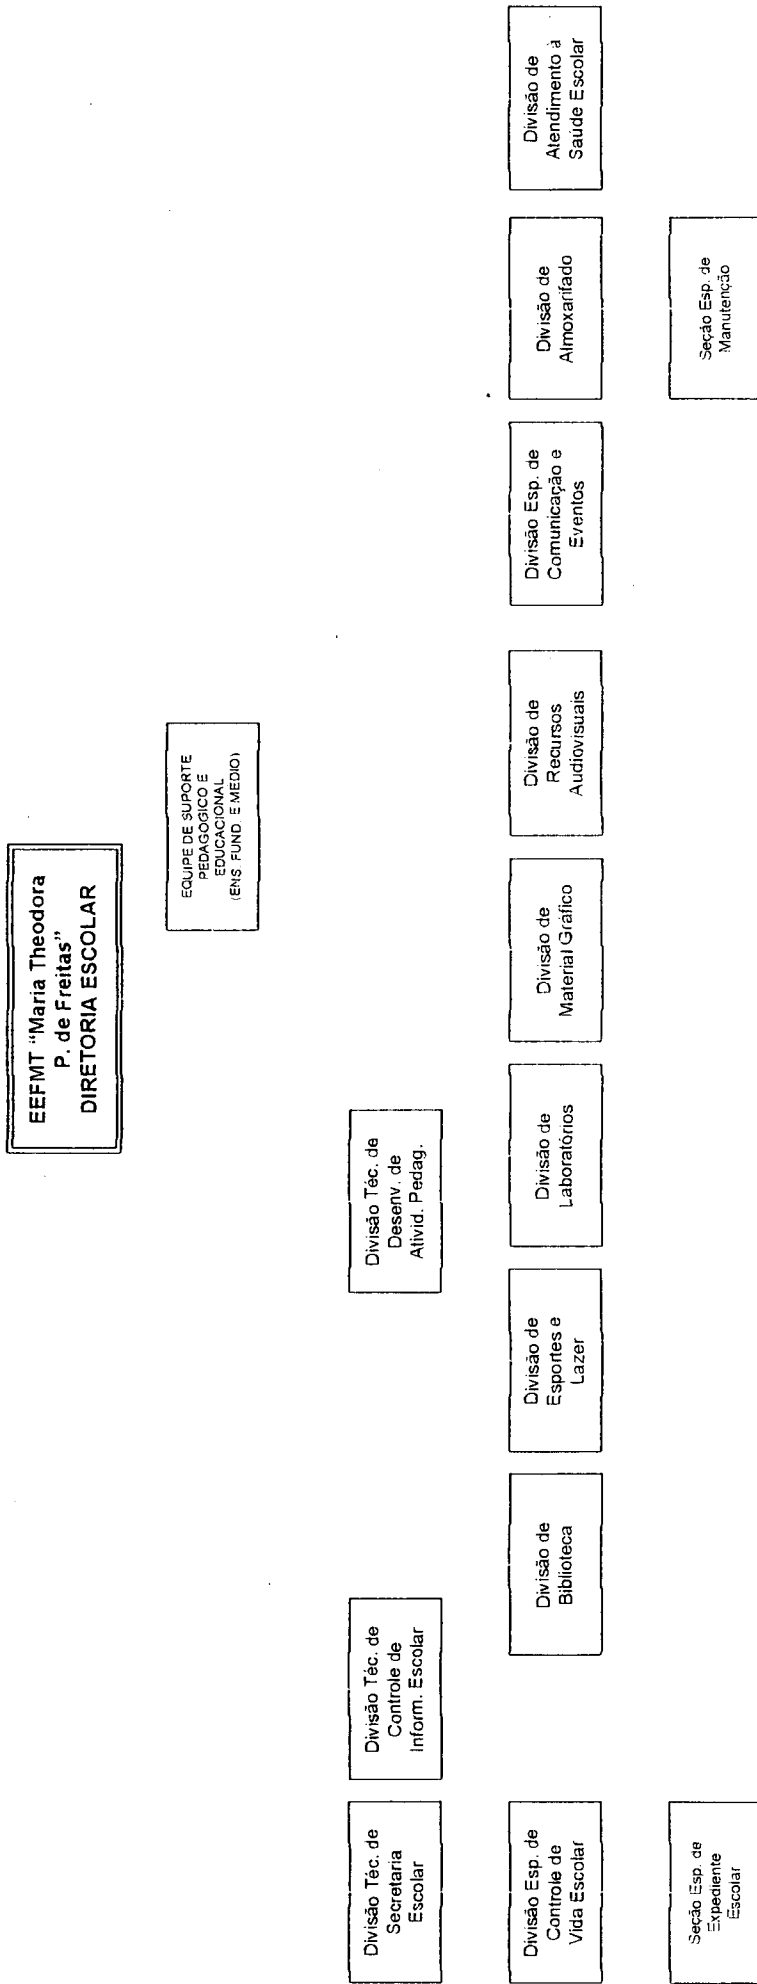 EEFMT "Maria Theodora
P. de Freitas"
DIRETORIA ESCOLAR
EQUIPE DE SUPORTE
PEDAGOGICO E
EDUCACIONAL
(ENS. FUND. E MEDIO)
Divisão Téc. de
Secretaria
Escolar
Divisão Téc. de
Controle de
Inform. Escolar
Divisão Téc. de
Desenv. de
Ativid. Pedag.
Divisão Esp. de
Controle de
Vida Escolar
Divisão de
Biblioteca
Divisão de
Esportes e
Lazer
Divisão de
Laboratórios
Divisão de
Material Gráfico
Divisão de
Recursos
Audiovisuais
Divisão Esp. de
Comunicação e
Eventos
Divisão de
Almoxarifado
Divisão de
Atendimento à
Saúde Escolar
Seção Esp. de
Expediente
Escolar
Seção Esp. de
Manutenção